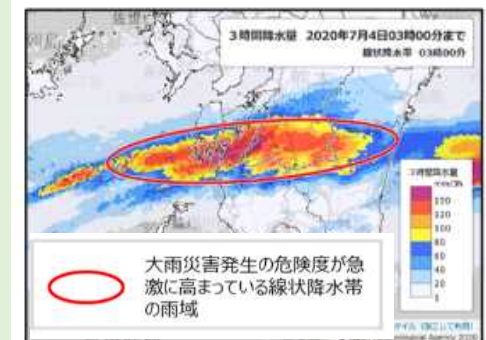 3時間降水量 2020年7月4日03時00分まで
線状降水帯 03時00分
3時間降水量
mm/3h
150
120
100
80
60
40
20
1
大雨災害発生の危険度が急
激に高まっている線状降水帯
の雨域